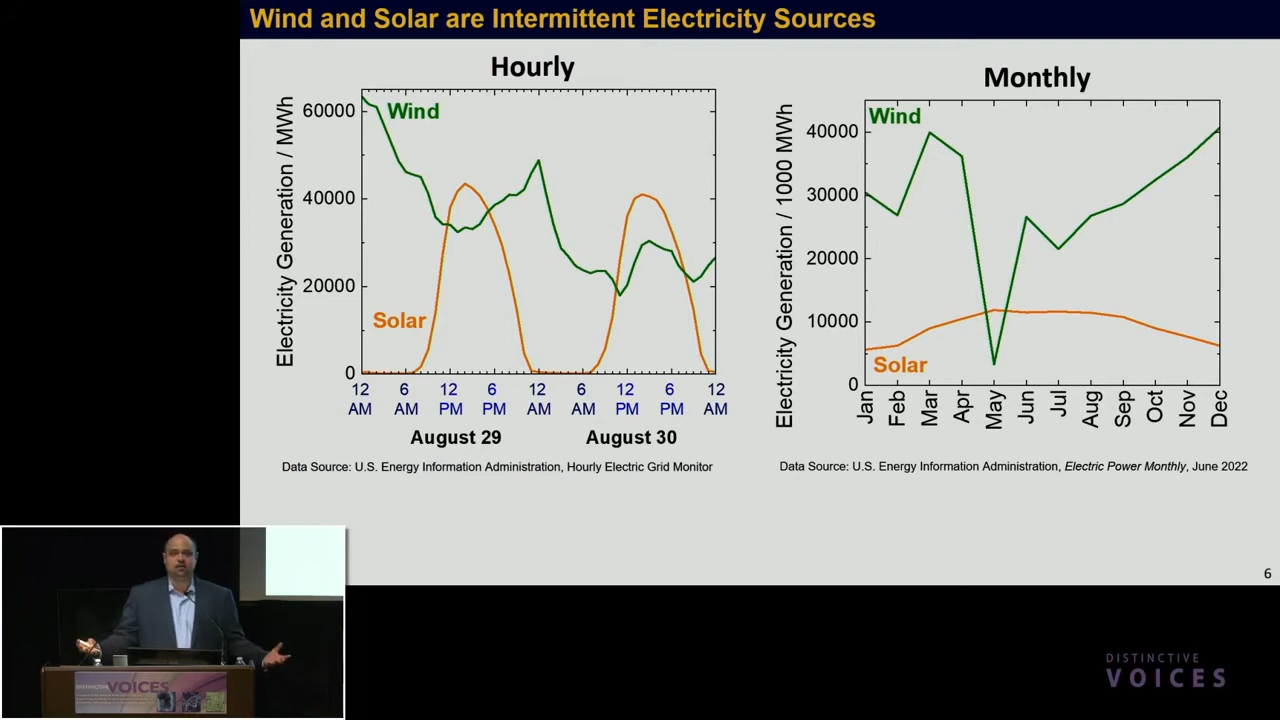 Wind and Solar are Intermittent Electricity Sources
Hourly
Electricity Generation / MWh
60000
40000
20000
0
Wind
Solar
12 6 12 6 12 6 12 6 12
AM AM PM PM AM AM PM PM AM
August 29 August 30
Data Source: U.S. Energy Information Administration, Hourly Electric Grid Monitor
Monthly
Electricity Generation / 1000 MWh
40000
30000
20000
10000
0
Wind
Solar
Jan Feb Mar Apr May Jun Jul Aug Sep Oct Nov Dec
Data Source: U.S. Energy Information Administration, Electric Power Monthly, June 2022
6
DISTINCTIVE VOICES
DISTINCTIVE
VOICES